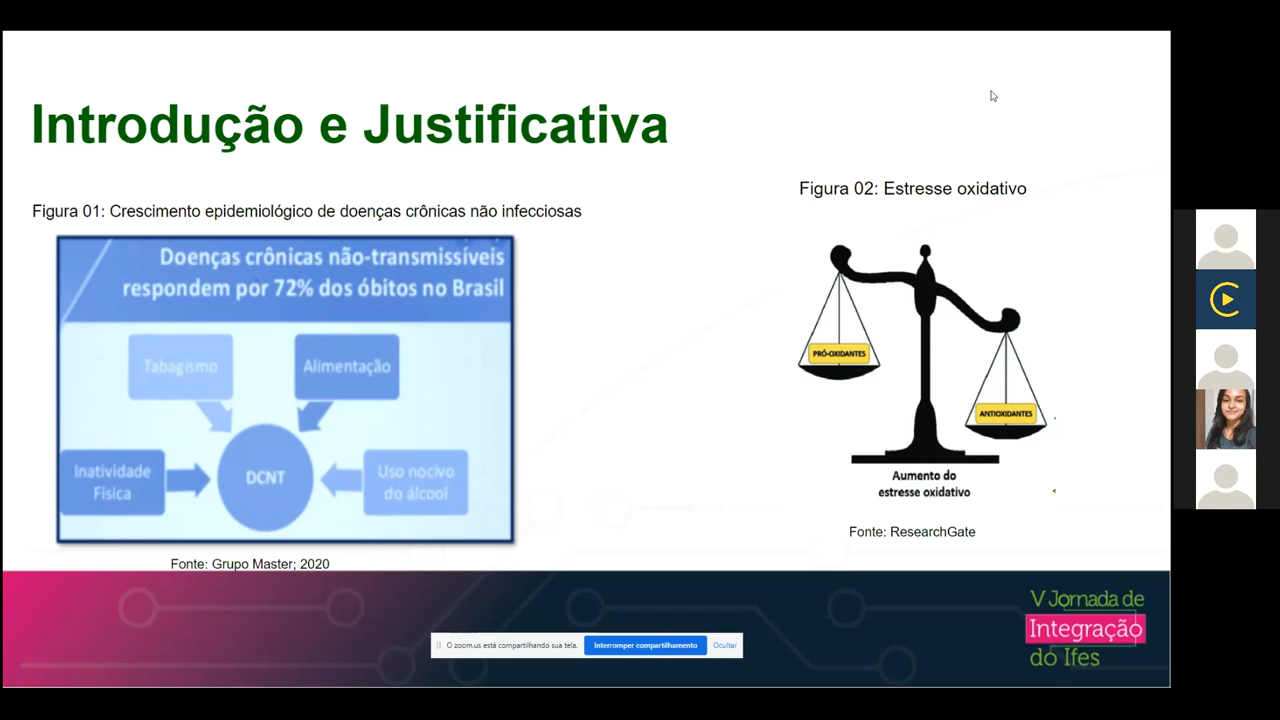 Introdução e Justificativa
Figura 01: Crescimento epidemiológico de doenças crônicas não infecciosas
Doenças crônicas não-transmissíveis
respondem por 72% dos óbitos no Brasil
Tabagismo
Alimentação
Inatividade
Física
DCNT
Uso nocivo
do álcool
Fonte: Grupo Master; 2020
Figura 02: Estresse oxidativo
PRÓ-OXIDANTES
ANTIOXIDANTES
Aumento do
estresse oxidativo
Fonte: ResearchGate
V Jornada de
Integração
do Ifes
O zoom.us está compartilhando sua tela.
Interromper compartilhamento
Ocultar